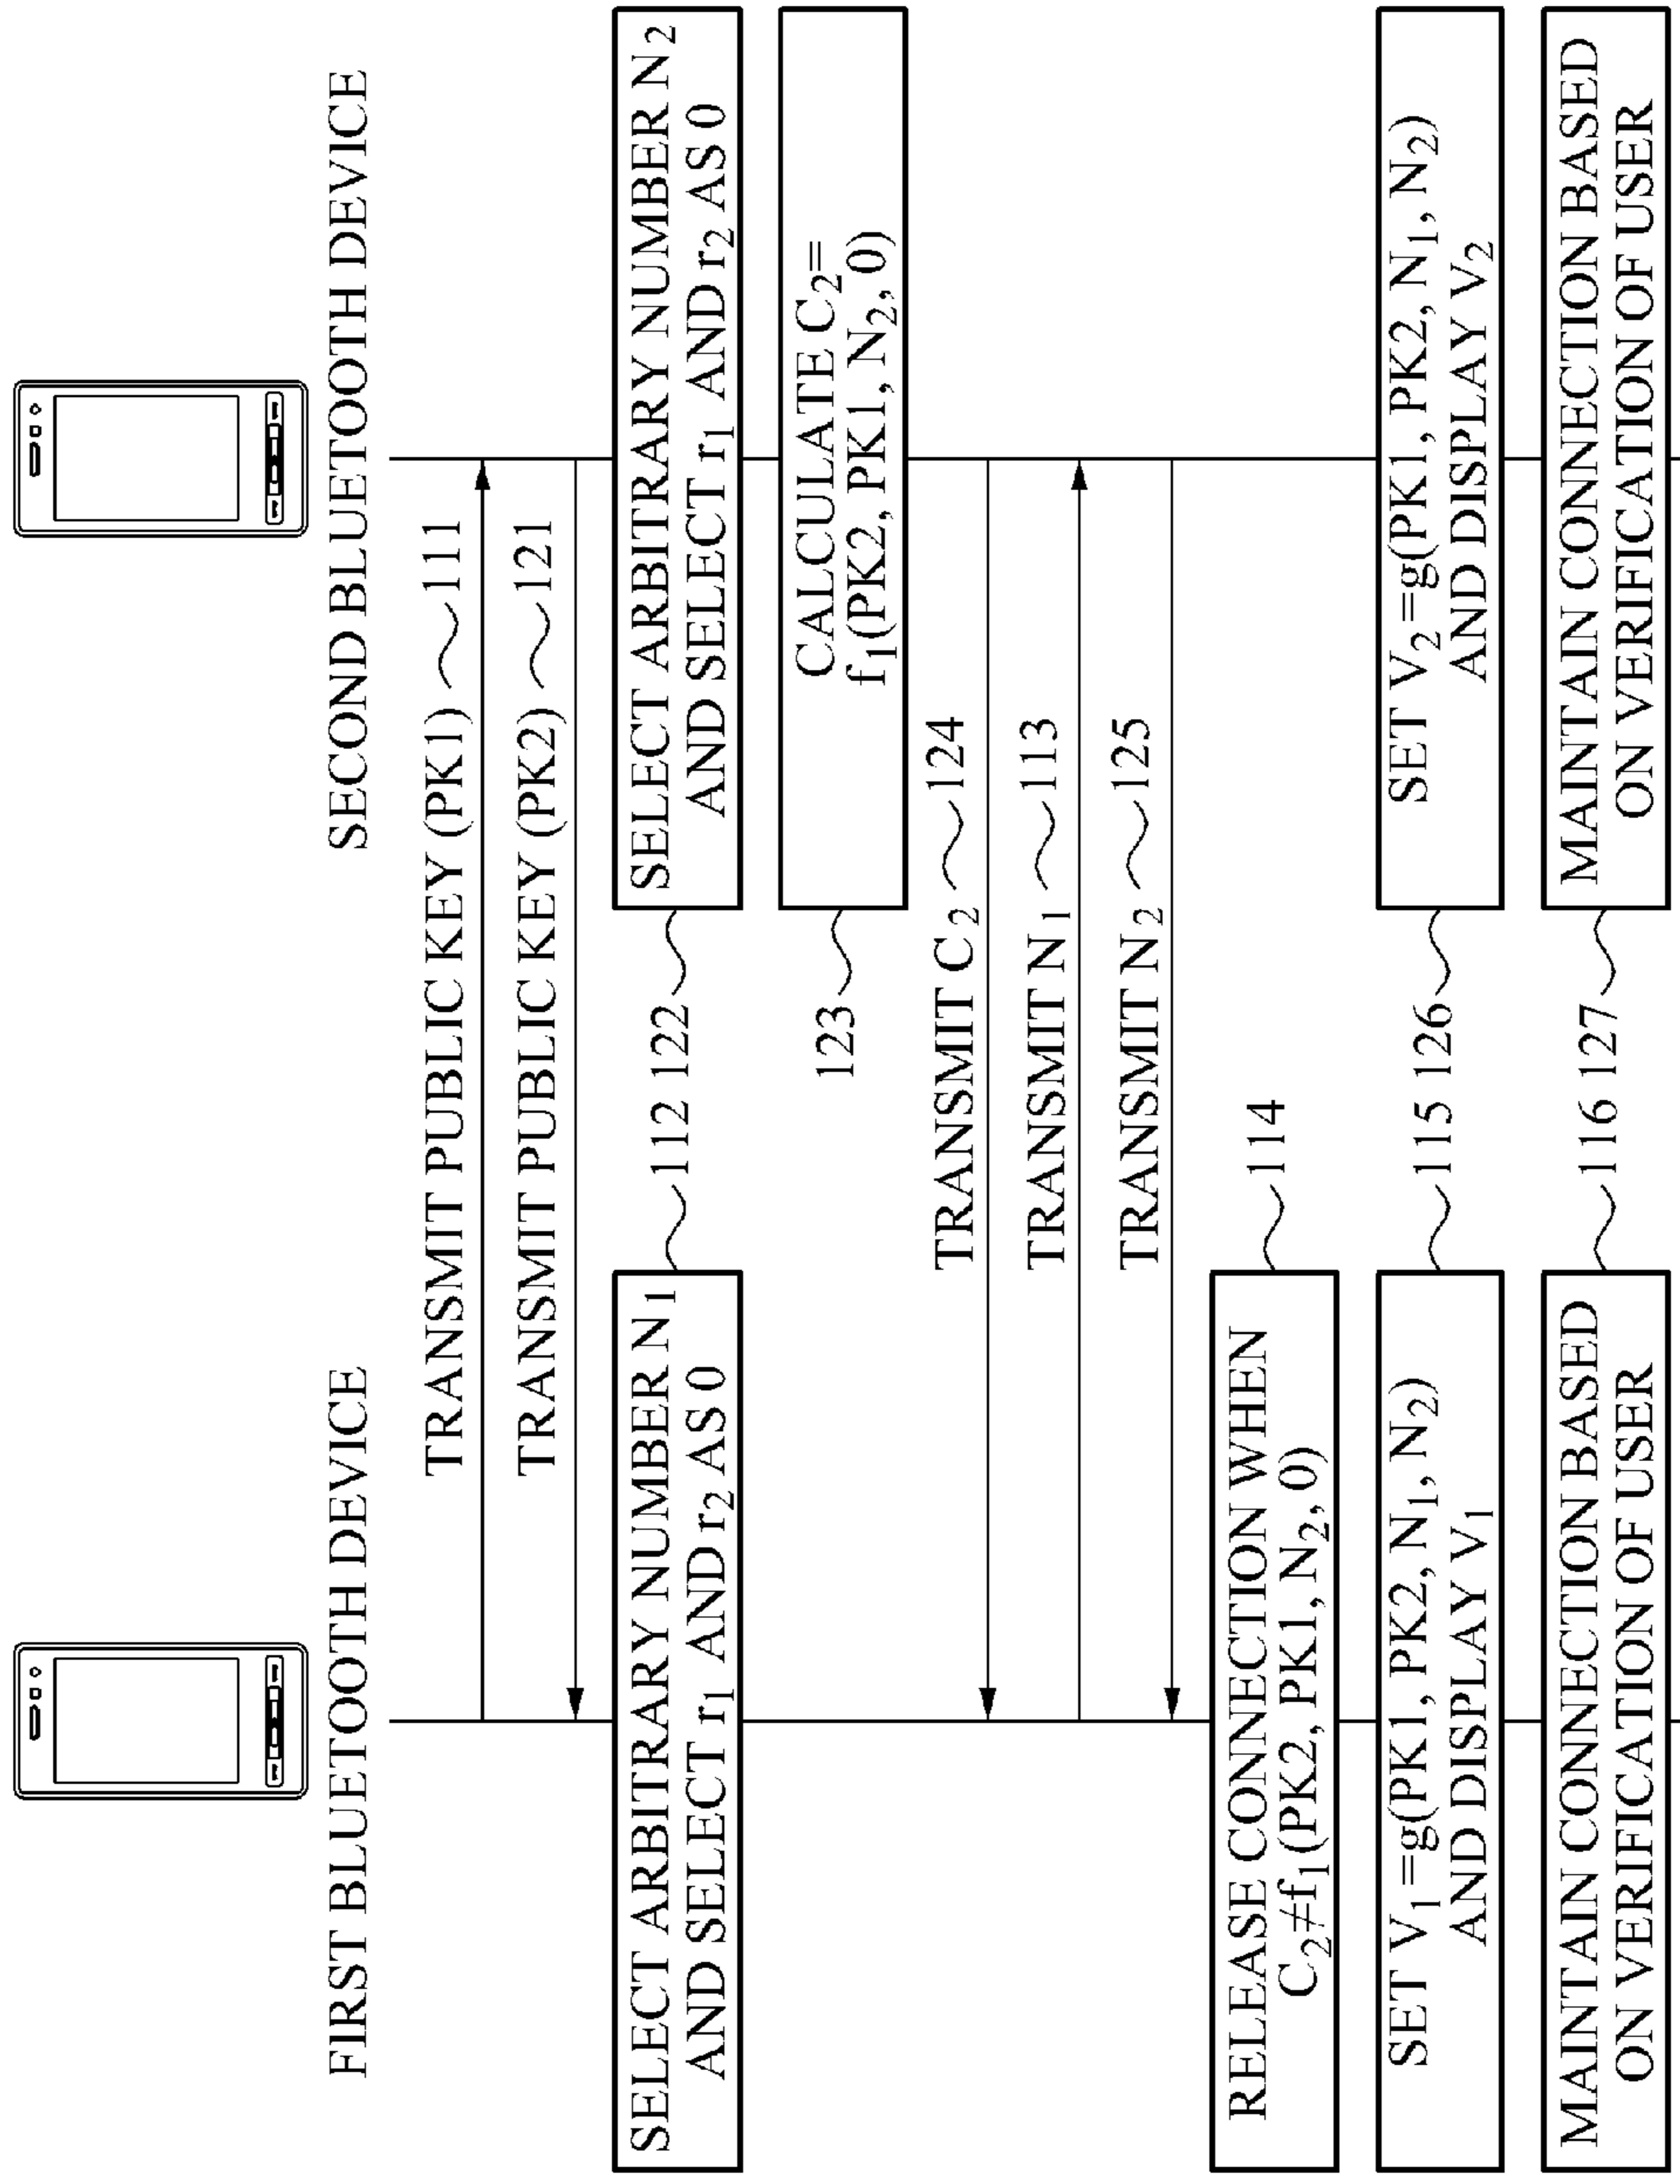 FIRST BLUETOOTH DEVICE
SECOND BLUETOOTH DEVICE
TRANSMIT PUBLIC KEY (PK1) 111
TRANSMIT PUBLIC KEY (PK2) 121
SELECT ARBITRARY NUMBER N1
AND SELECT r1 AND r2 AS 0
112
122
SELECT ARBITRARY NUMBER N2
AND SELECT r1 AND r2 AS 0
123
CALCULATE C2=
f1(PK2, PK1, N2, 0)
TRANSMIT C2 124
TRANSMIT N1 113
TRANSMIT N2 125
RELEASE CONNECTION WHEN
C2≠f1(PK2, PK1, N2, 0)
114
SET V1=g(PK1, PK2, N1, N2)
AND DISPLAY V1
115
126
SET V2=g(PK1, PK2, N1, N2)
AND DISPLAY V2
MAINTAIN CONNECTION BASED
ON VERIFICATION OF USER
116
127
MAINTAIN CONNECTION BASED
ON VERIFICATION OF USER